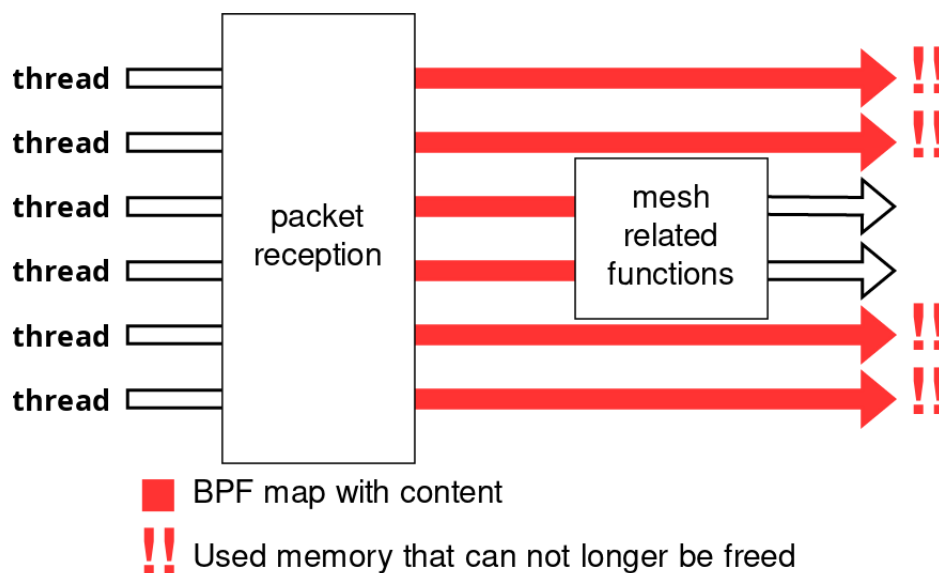 thread
thread
thread
thread
thread
thread
packet
reception
mesh
related
functions
!!
!!
!!
!!
BPF map with content
!! Used memory that can not longer be freed